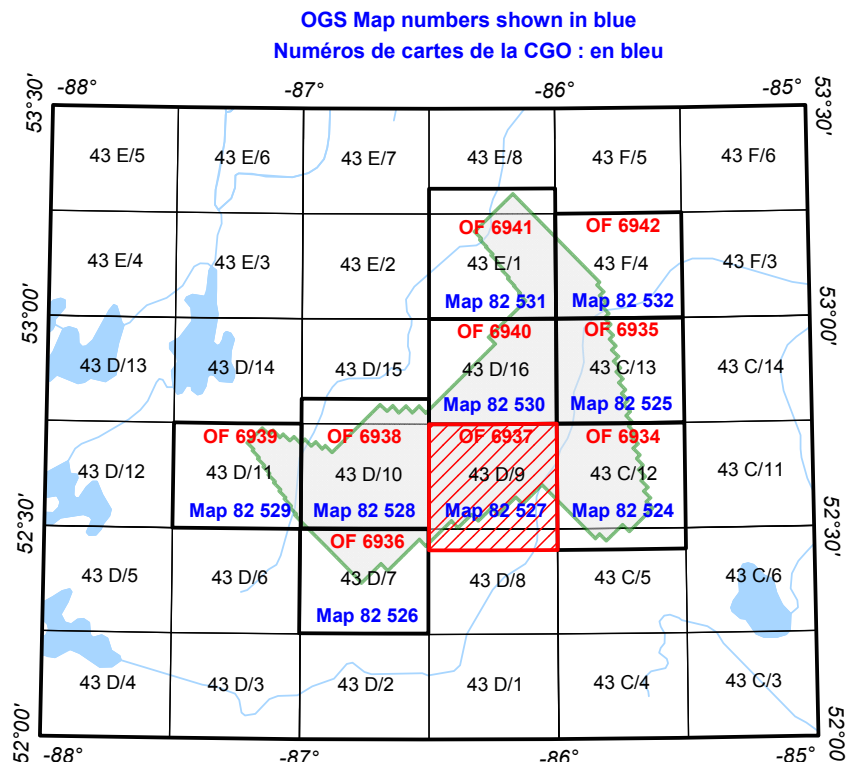 OGS Map numbers shown in blue
Numéros de cartes de la CGO : en bleu
-88° -87° -86° -85°
53°30' 53°30'
43 E/5 43 E/6 43 E/7 43 E/8 43 F/5 43 F/6
OF 6941 OF 6942
43 E/4 43 E/3 43 E/2 43 E/1 43 F/4 43 F/3
Map 82 531 Map 82 532
53°00' 53°00'
OF 6940 OF 6935
43 D/13 43 D/14 43 D/15 43 D/16 43 C/13 43 C/14
Map 82 530 Map 82 525
OF 6939 OF 6938 OF 6937 OF 6934
43 D/12 43 D/11 43 D/10 43 D/9 43 C/12 43 C/11
Map 82 529 Map 82 528 Map 82 527 Map 82 524
52°30' 52°30'
OF 6936
43 D/5 43 D/6 43 D/7 43 D/8 43 C/5 43 C/6
Map 82 526
43 D/4 43 D/3 43 D/2 43 D/1 43 C/4 43 C/3
52°00' 52°00
-88° -87° -86° -85°